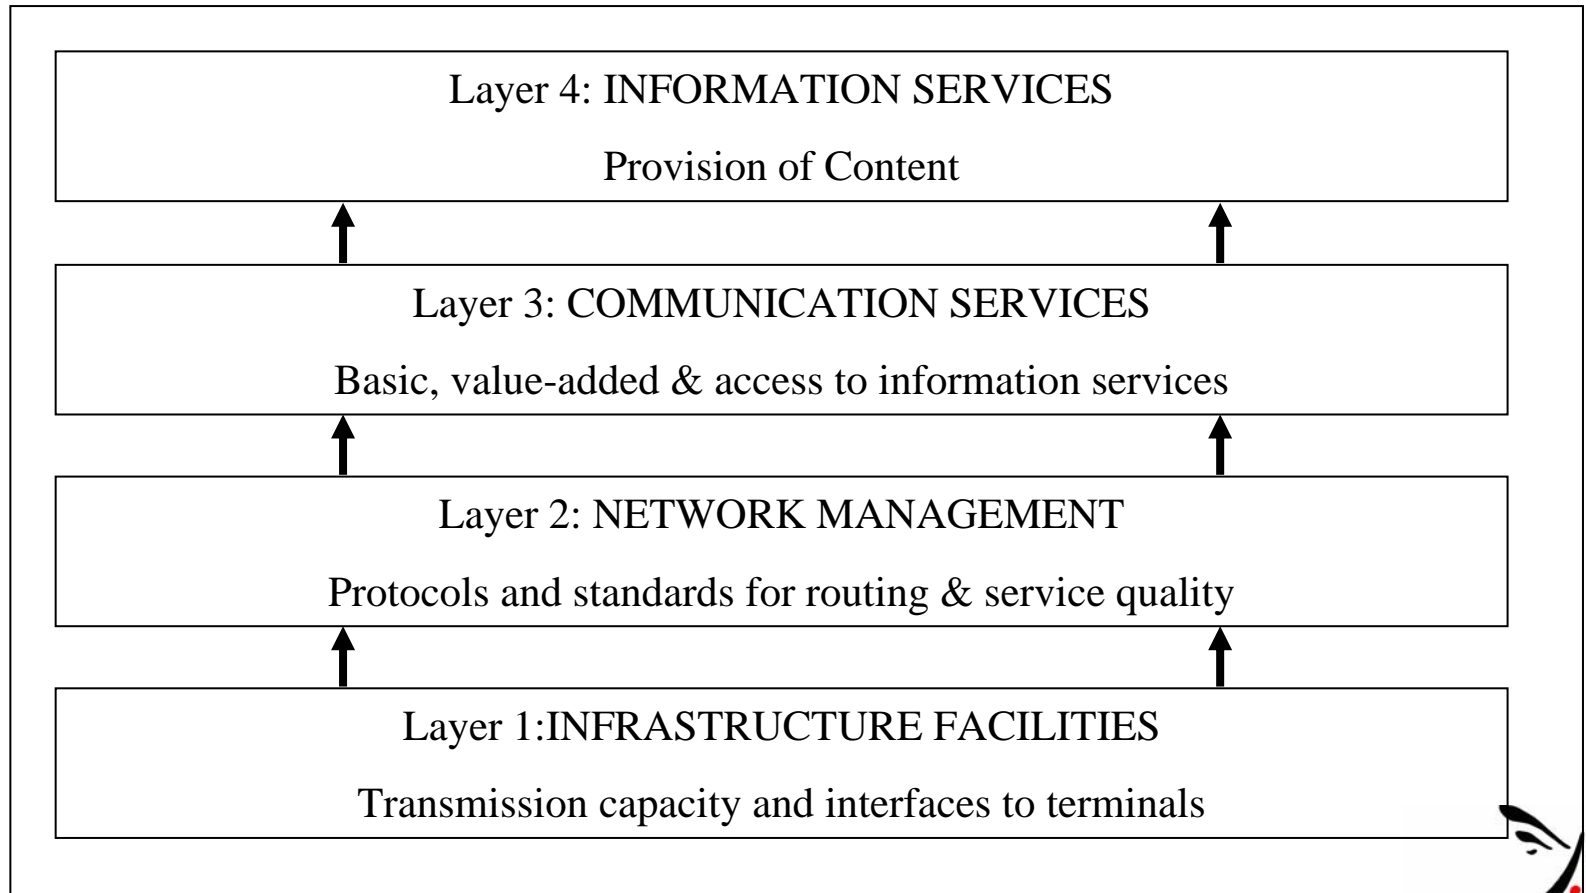 Layer 4: INFORMATION SERVICES
Provision of Content
Layer 3: COMMUNICATION SERVICES
Basic, value-added & access to information services
Layer 2: NETWORK MANAGEMENT
Protocols and standards for routing & service quality
Layer 1:INFRASTRUCTURE FACILITIES
Transmission capacity and interfaces to terminals